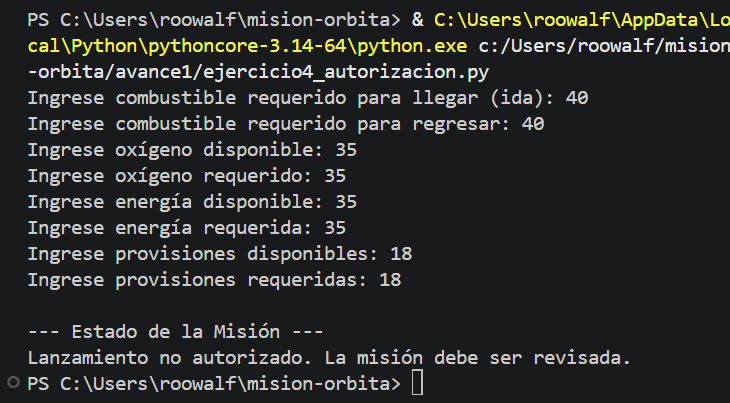 PS C:\Users\roowalf\mision-orbita> & C:\Users\roowalf\AppData\Lo
cal\Python\pythoncore-3.14-64\python.exe c:/Users/roowalf/mision
-orbita/avance1/ejercicio4_autorizacion.py
Ingrese combustible requerido para llegar (ida): 40
Ingrese combustible requerido para regresar: 40
Ingrese oxígeno disponible: 35
Ingrese oxígeno requerido: 35
Ingrese energía disponible: 35
Ingrese energía requerida: 35
Ingrese provisiones disponibles: 18
Ingrese provisiones requeridas: 18

--- Estado de la Misión ---
Lanzamiento no autorizado. La misión debe ser revisada.
PS C:\Users\roowalf\mision-orbita>